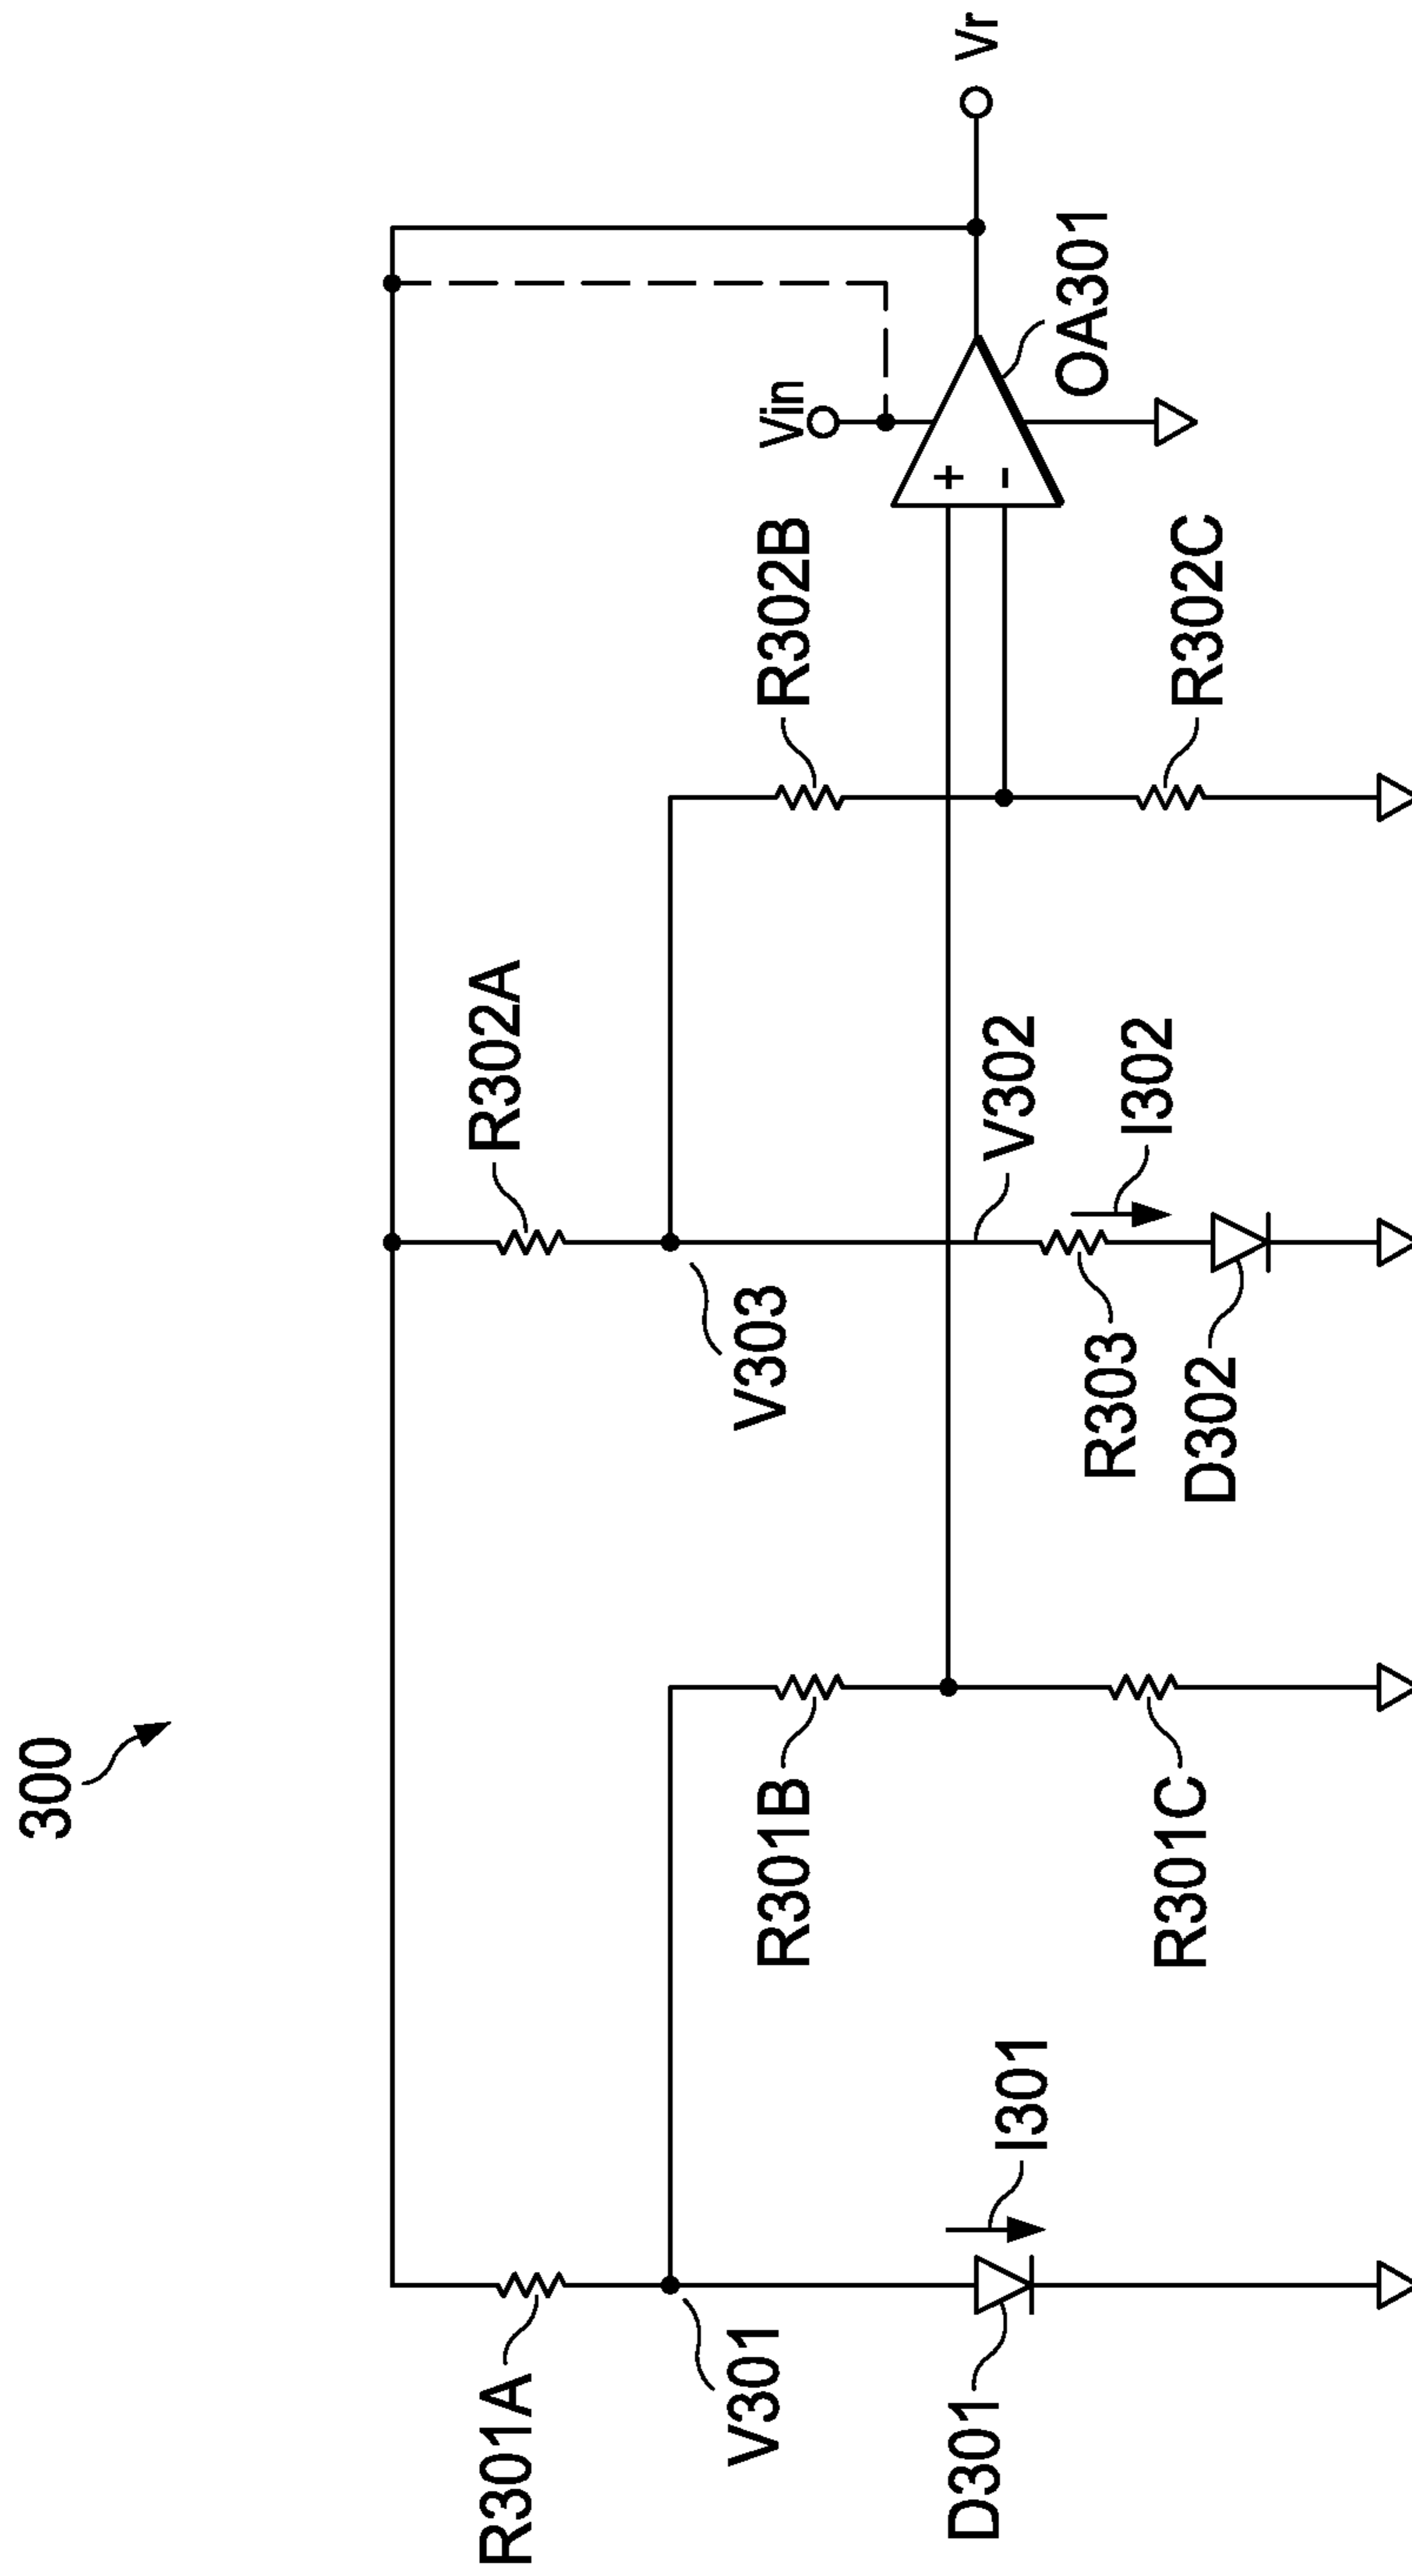 300
R301A
R302A
V301
V303
R301B
R302B
Vin
Vr
+
-
OA301
D301
I301
R301C
V302
R303
I302
D302
R302C